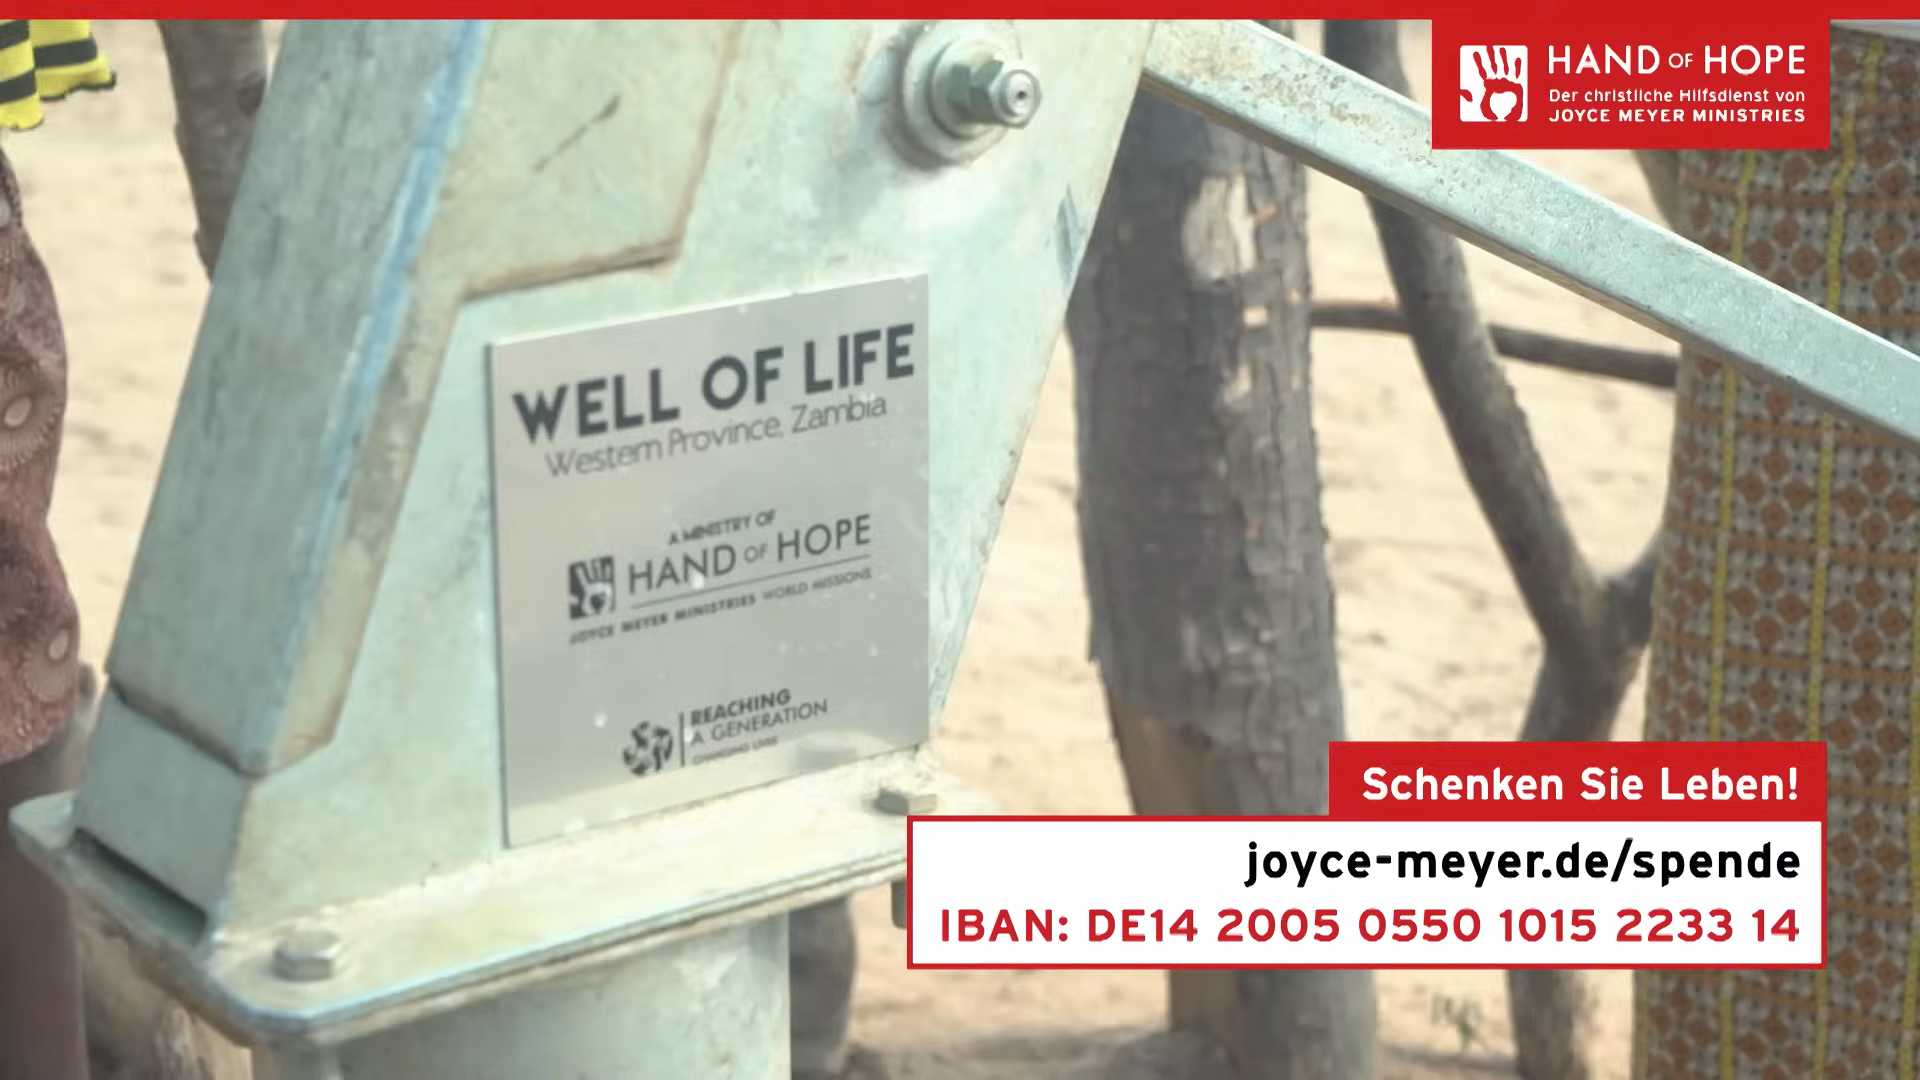 HAND OF HOPE
Der christliche Hilfsdienst von
JOYCE MEYER MINISTRIES
WELL OF LIFE
Western Province, Zambia
A MINISTRY OF
HAND OF HOPE
JOYCE MEYER MINISTRIES WORLD MISSIONS
REACHING
A GENERATION
CHANGING LIVES
Schenken Sie Leben!
joyce-meyer.de/spende
IBAN: DE14 2005 0550 1015 2233 14